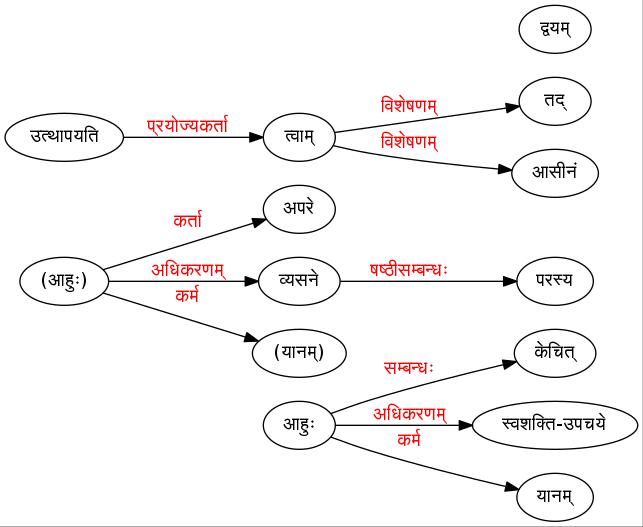 द्वयम्
तद्
विशेषणम्
उत्थापयति
प्रयोज्यकर्ता
त्वाम्
विशेषणम्
आसीनं
अपरे
कर्ता
(आहुः)
अधिकरणम्
व्यसने
षष्ठीसम्बन्धः
परस्य
कर्म
(यानम्)
केचित्
सम्बन्धः
आहुः
अधिकरणम्
स्वशक्ति-उपचये
कर्म
यानम्